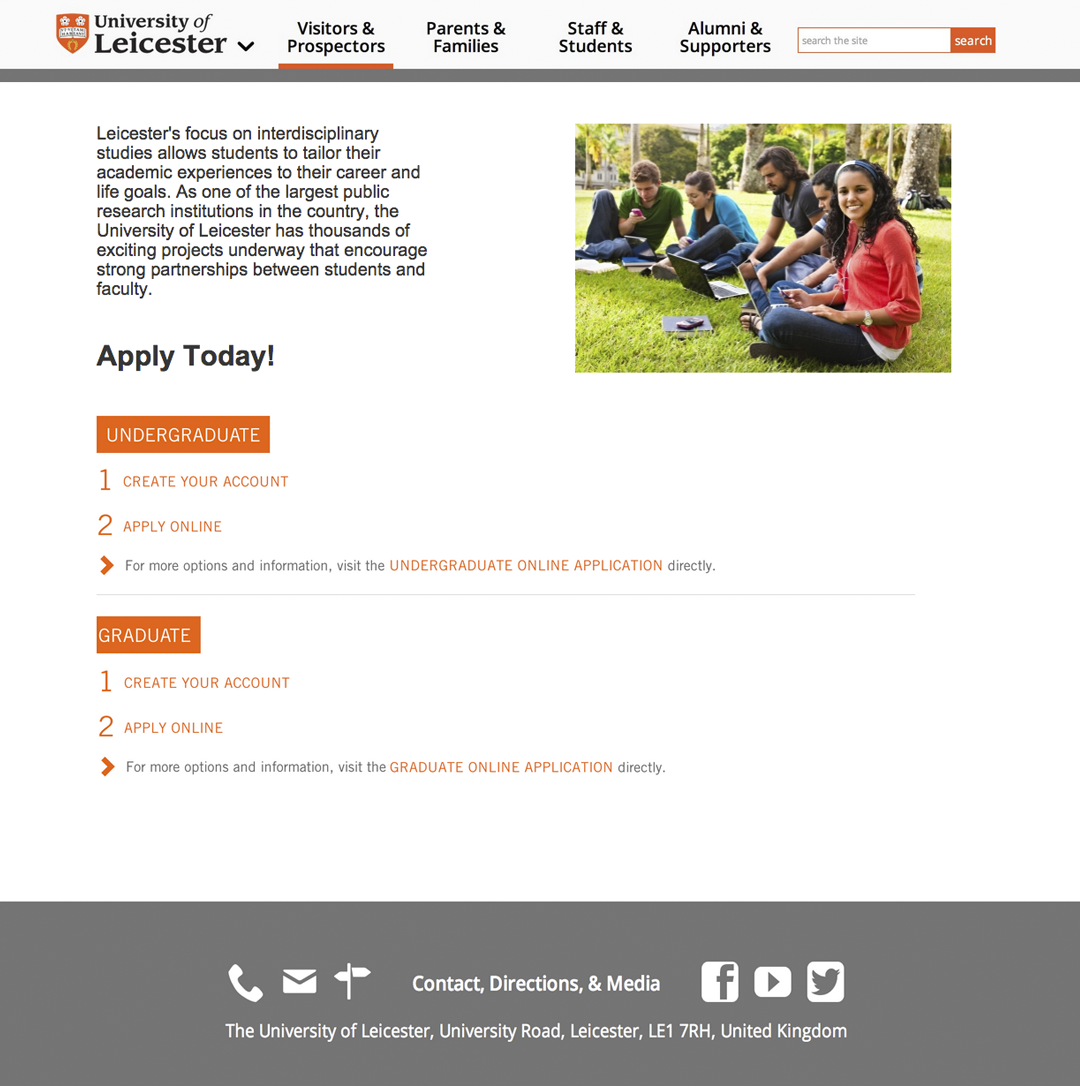 University of
Leicester
Visitors &
Prospectors
Parents &
Families
Staff &
Students
Alumni &
Supporters
search the site
search
Leicester's focus on interdisciplinary
studies allows students to tailor their
academic experiences to their career and
life goals. As one of the largest public
research institutions in the country, the
University of Leicester has thousands of
exciting projects underway that encourage
strong partnerships between students and
faculty.
Apply Today!
UNDERGRADUATE
1 CREATE YOUR ACCOUNT
2 APPLY ONLINE
For more options and information, visit the UNDERGRADUATE ONLINE APPLICATION directly.
GRADUATE
1 CREATE YOUR ACCOUNT
2 APPLY ONLINE
For more options and information, visit the GRADUATE ONLINE APPLICATION directly.
Contact, Directions, & Media
The University of Leicester, University Road, Leicester, LE1 7RH, United Kingdom